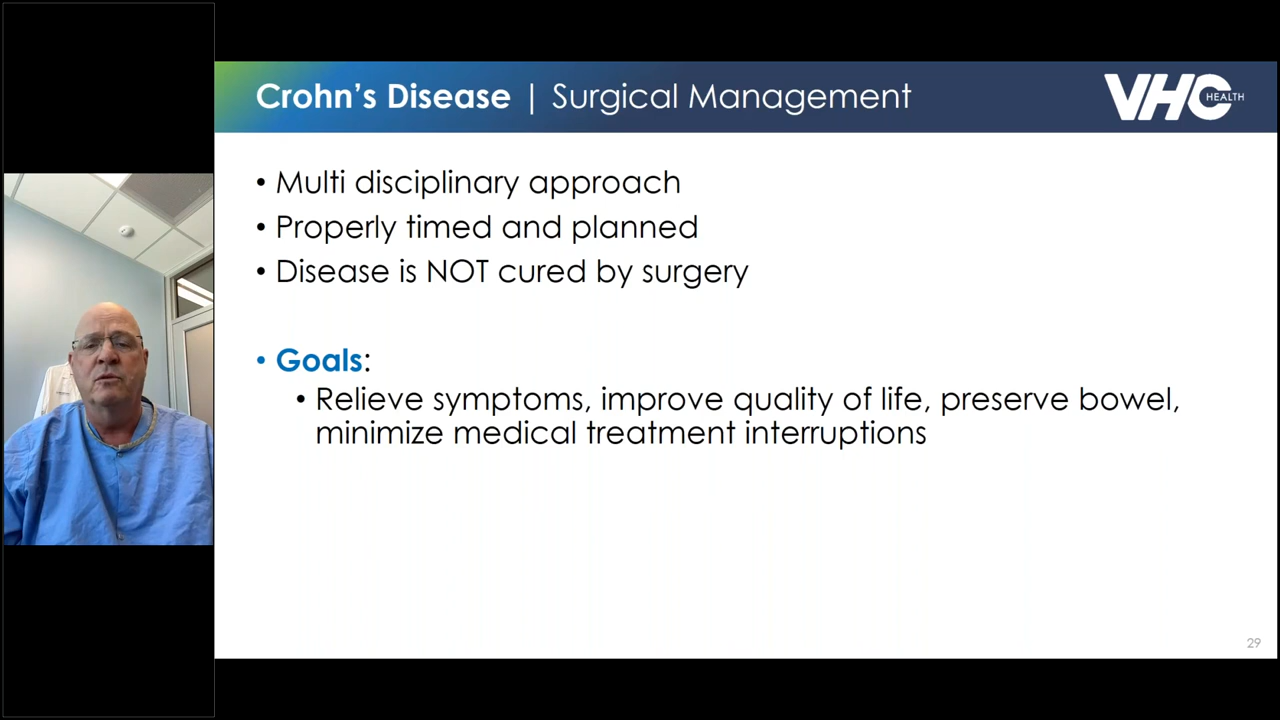 Crohn's Disease | Surgical Management
VHC HEALTH
• Multi disciplinary approach
• Properly timed and planned
• Disease is NOT cured by surgery
• Goals:
• Relieve symptoms, improve quality of life, preserve bowel,
minimize medical treatment interruptions
29